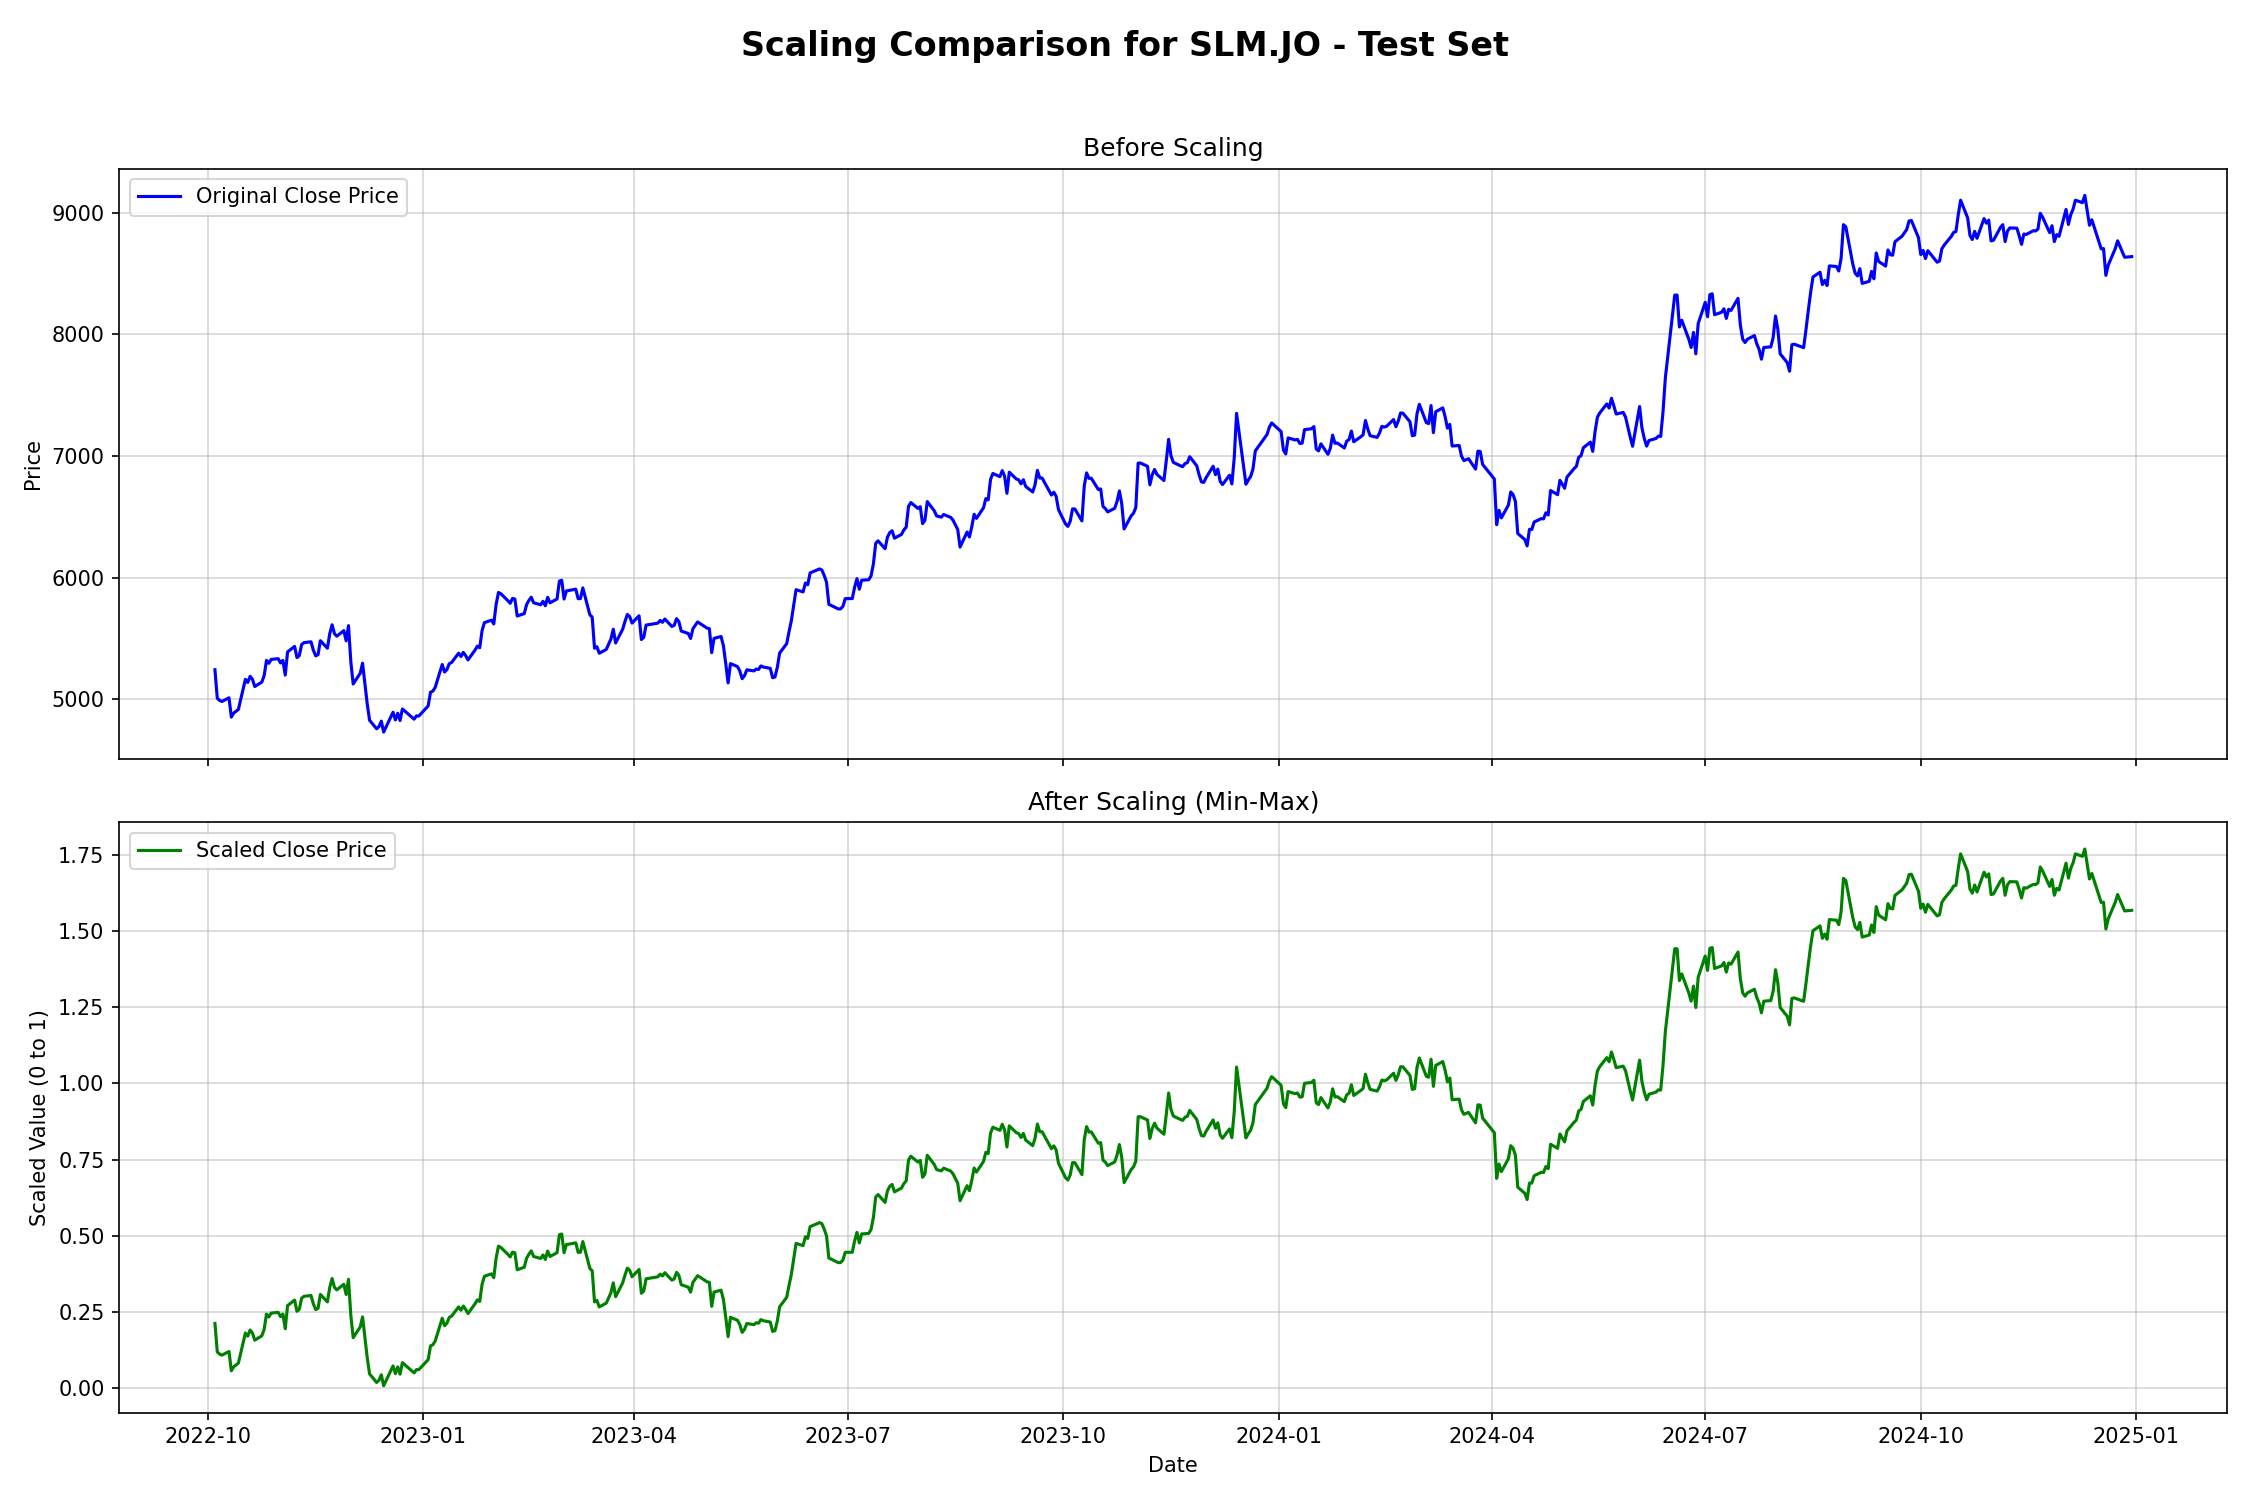 Scaling Comparison for SLM.JO - Test Set
Before Scaling
Original Close Price
Price
9000
8000
7000
6000
5000
After Scaling (Min-Max)
Scaled Close Price
Scaled Value (0 to 1)
1.75
1.50
1.25
1.00
0.75
0.50
0.25
0.00
2022-10 2023-01 2023-04 2023-07 2023-10 2024-01 2024-04 2024-07 2024-10 2025-01
Date